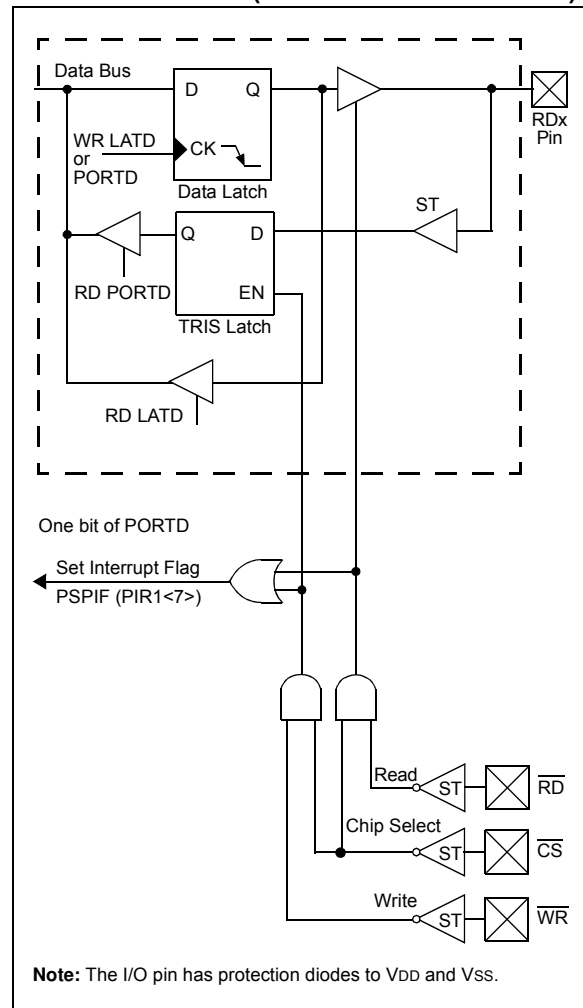 Data Bus
D Q
WR LATD
or
PORTD
CK
Data Latch
RDx
Pin
ST
Q D
RD PORTD
EN
TRIS Latch
RD LATD
One bit of PORTD
Set Interrupt Flag
PSPIF (PIR1<7>)
Read
ST
RD
Chip Select
ST
CS
Write
ST
WR
Note: The I/O pin has protection diodes to VDD and VSS.